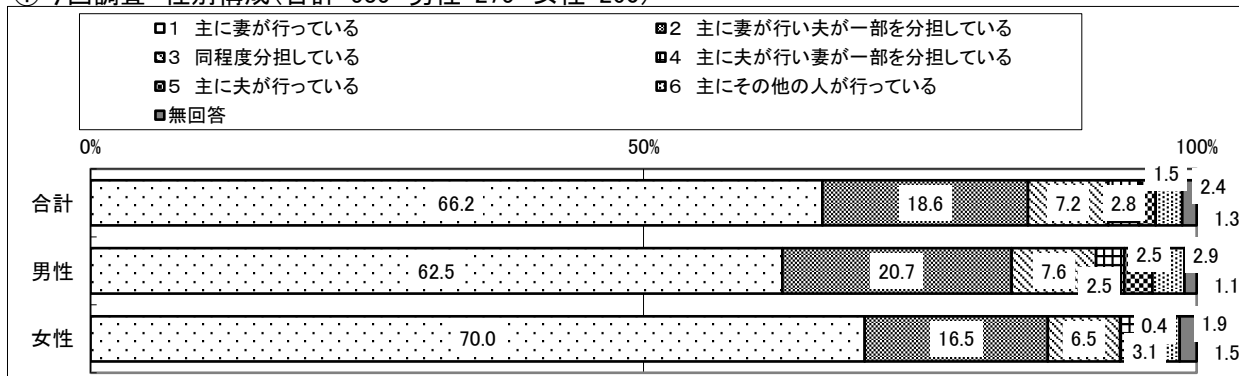 □1 主に妻が行っている
2 主に妻が行い夫が一部を分担している
3 同程度分担している
4 主に夫が行い妻が一部を分担している
5 主に夫が行っている
6 主にその他の人が行っている
■無回答
0% 50% 100%
合計 66.2 18.6 7.2 2.8 1.5 2.4 1.3
男性 62.5 20.7 7.6 2.5 2.5 2.9 1.1
女性 70.0 16.5 6.5 3.1 0.4 1.9 1.5